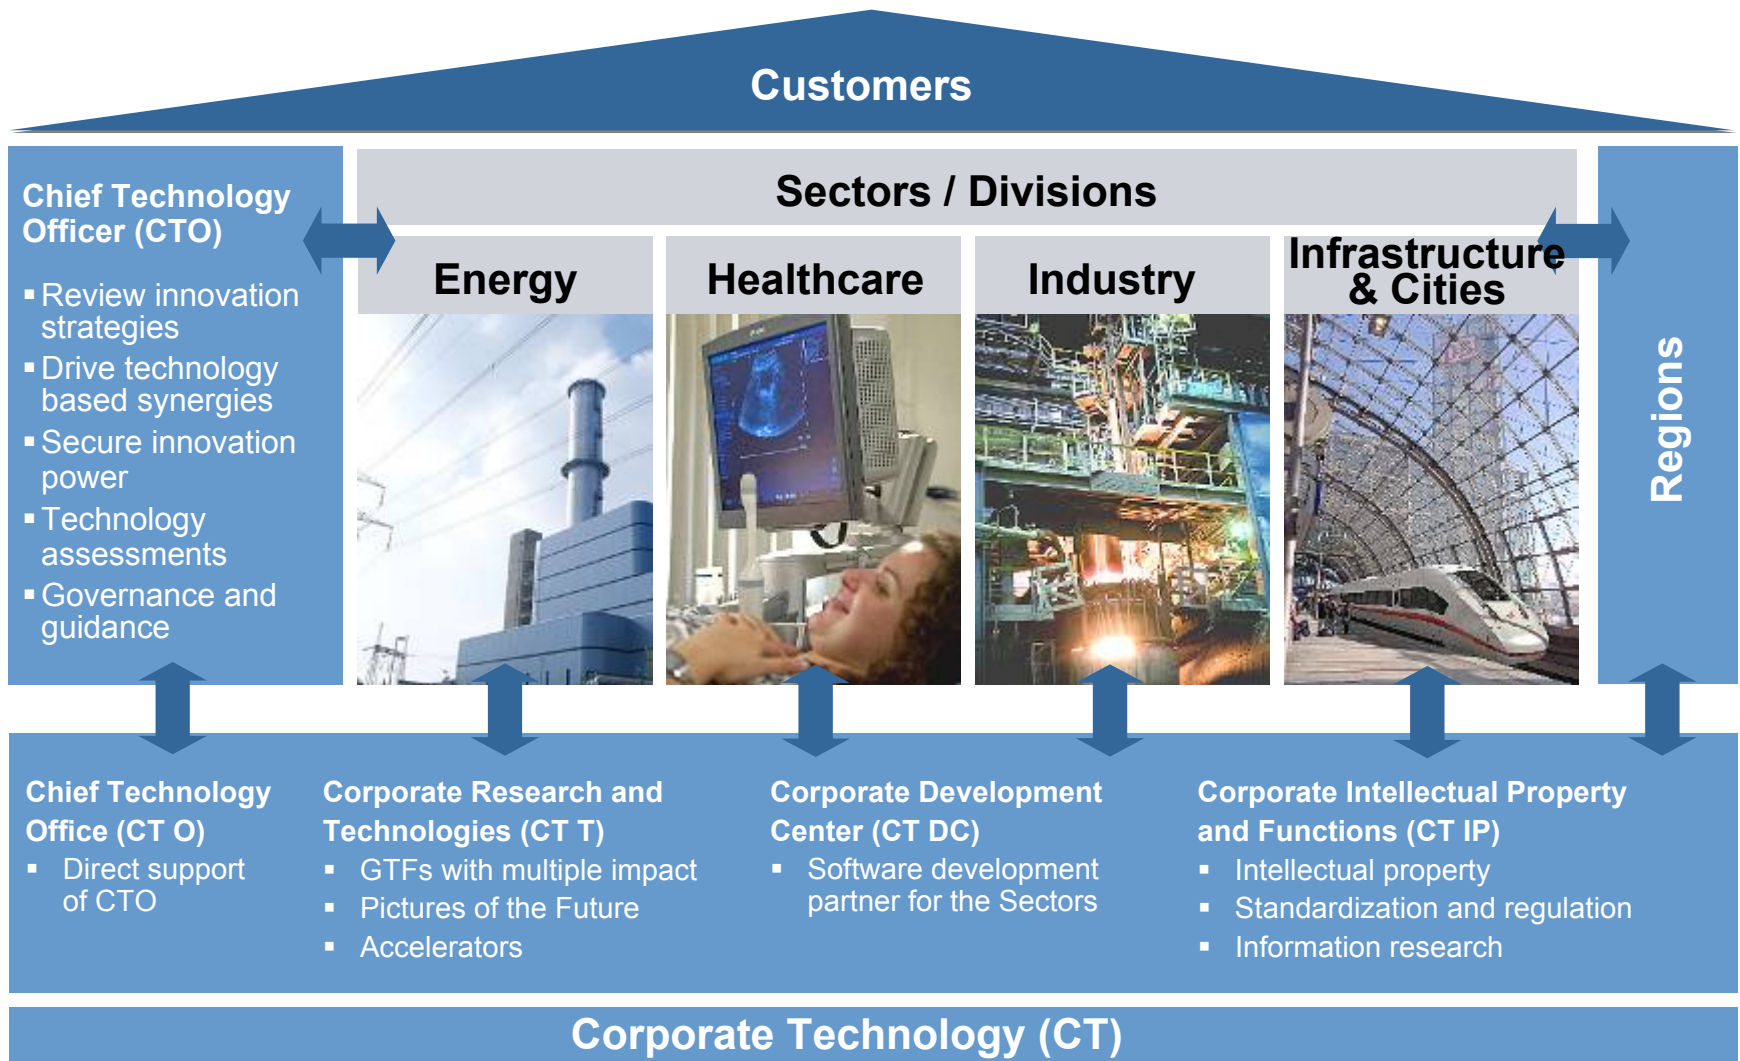 Customers
Chief Technology
Officer (CTO)
▪ Review innovation
strategies
▪ Drive technology
based synergies
▪ Secure innovation
power
▪ Technology
assessments
▪ Governance and
guidance
Sectors / Divisions
Energy
Healthcare
Industry
Infrastructure
& Cities
Regions
Chief Technology
Office (CT O)
▪ Direct support
of CTO
Corporate Research and
Technologies (CT T)
▪ GTFs with multiple impact
▪ Pictures of the Future
▪ Accelerators
Corporate Development
Center (CT DC)
▪ Software development
partner for the Sectors
Corporate Intellectual Property
and Functions (CT IP)
▪ Intellectual property
▪ Standardization and regulation
▪ Information research
Corporate Technology (CT)